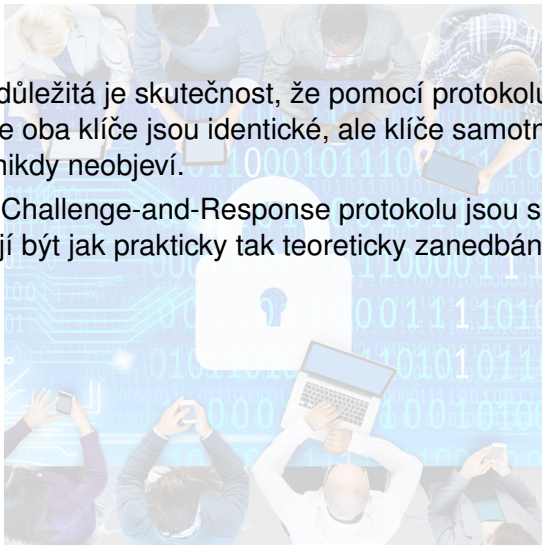 důležitá je skutečnost, že pomocí protokolu
e oba klíče jsou identické, ale klíče samotn
nikdy neobjeví.
Challenge-and-Response protokolu jsou s
jí být jak prakticky tak teoreticky zanedbán